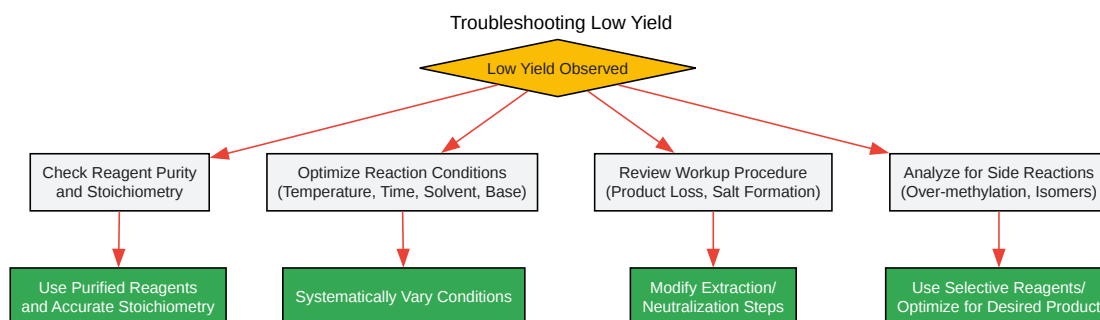 Troubleshooting Low Yield
Low Yield Observed
Check Reagent Purity
and Stoichiometry
Optimize Reaction Conditions
(Temperature, Time, Solvent, Base)
Review Workup Procedure
(Product Loss, Salt Formation)
Analyze for Side Reactions
(Over-methylation, Isomers)
Use Purified Reagents
and Accurate Stoichiometry
Systematically Vary Conditions
Modify Extraction/
Neutralization Steps
Use Selective Reagents/
Optimize for Desired Product